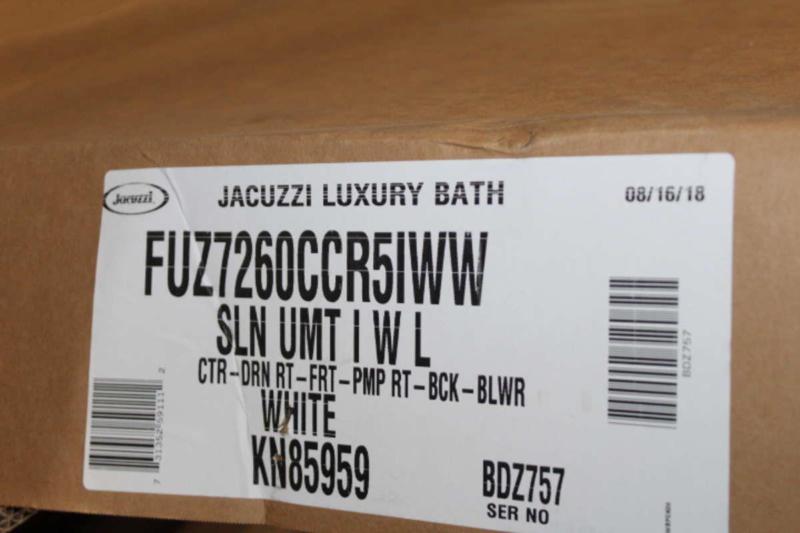 Jacuzzi
JACUZZI LUXURY BATH
08/16/18
FUZ7260CCR5IWW
SLN UMT I W L
CTR-DRN RT-FRT-PMP RT-BCK-BLWR
WHITE
KN85959
BDZ757
SER NO
BDZ757